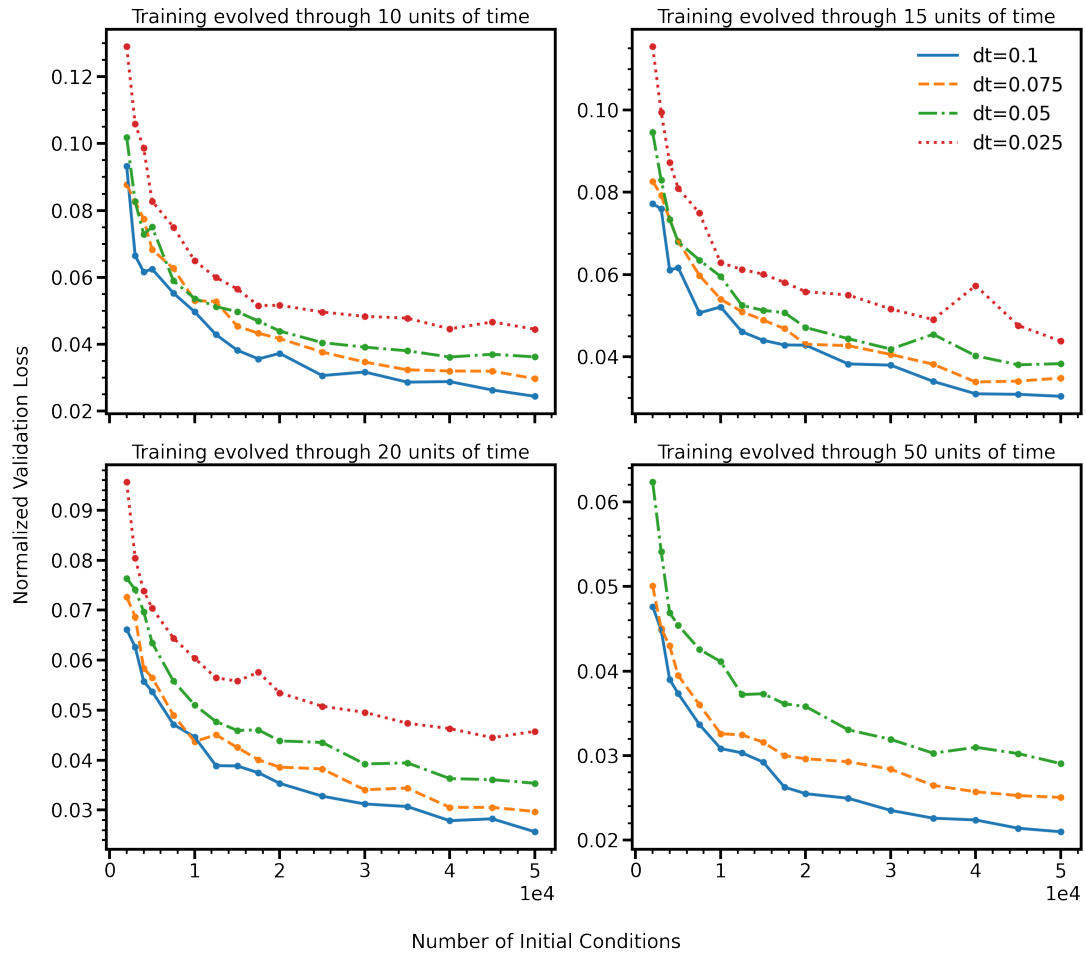 Training evolved through 10 units of time
Training evolved through 15 units of time
0.12
0.10
0.08
0.06
0.04
0.02
0.10
0.08
0.06
0.04
dt=0.1
dt=0.075
dt=0.05
dt=0.025
Normalized Validation Loss
Training evolved through 20 units of time
Training evolved through 50 units of time
0.09
0.08
0.07
0.06
0.05
0.04
0.03
0.06
0.05
0.04
0.03
0.02
0 1 2 3 4 5
1e4
0 1 2 3 4 5
1e4
Number of Initial Conditions